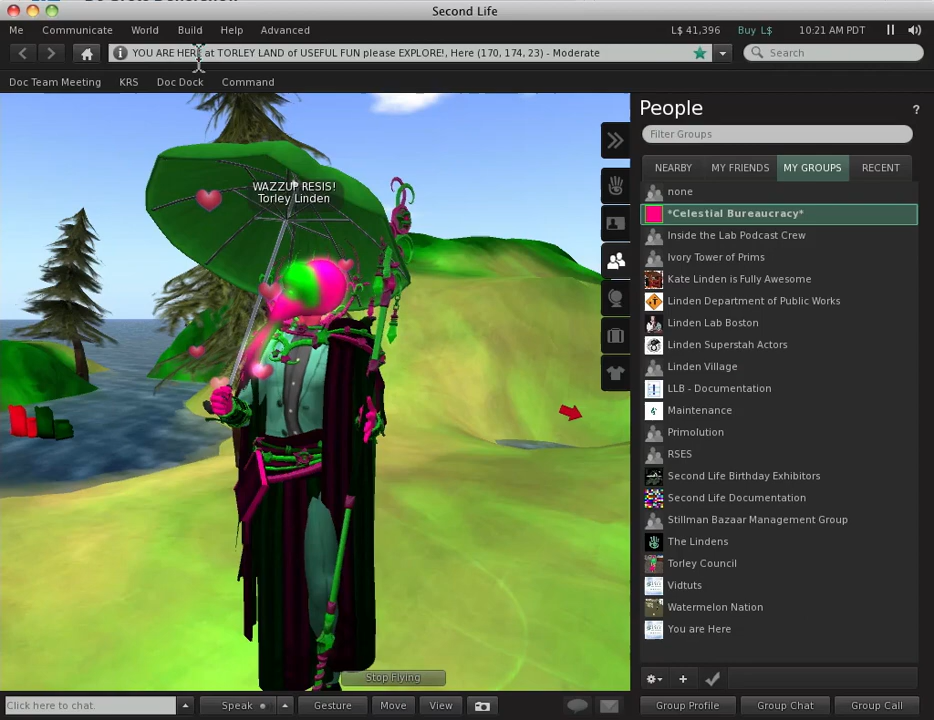 Second Life
Me Communicate World Build Help Advanced L$ 41,396 Buy L$ 10:21 AM PDT
YOU ARE HERE at TORLEY LAND of USEFUL FUN please EXPLORE!, Here (170, 174, 23) - Moderate Search
Doc Team Meeting KRS Doc Dock Command
People ?
Filter Groups
NEARBY MY FRIENDS MY GROUPS RECENT
WAZZUP RESIS!
Torley Linden
none
*Celestial Bureaucracy*
Inside the Lab Podcast Crew
Ivory Tower of Prims
Kate Linden is Fully Awesome
Linden Department of Public Works
Linden Lab Boston
Linden Superstah Actors
Linden Village
LLB - Documentation
Maintenance
Primolution
RSES
Second Life Birthday Exhibitors
Second Life Documentation
Stillman Bazaar Management Group
The Lindens
Torley Council
Vidtuts
Watermelon Nation
You are Here
Stop Flying
Click here to chat. Speak Gesture Move View Group Profile Group Chat Group Call